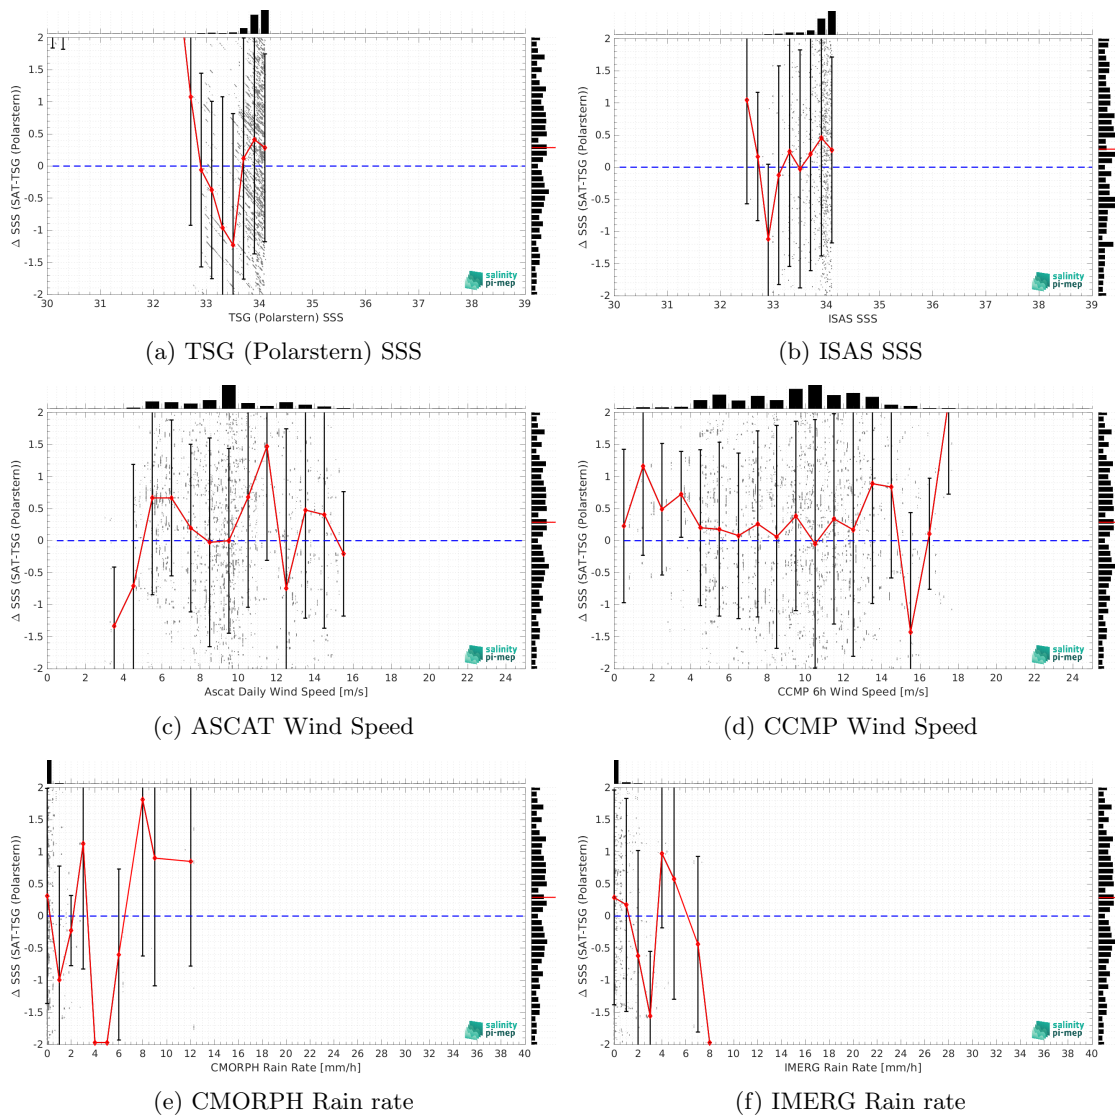 2
1.5
1
0.5
0
-0.5
-1
-1.5
-2
Δ SSS (SAT-TSG (Polarstern))
30 31 32 33 34 35 36 37 38 39
TSG (Polarstern) SSS
salinity
pi-mep
(a) TSG (Polarstern) SSS
2
1.5
1
0.5
0
-0.5
-1
-1.5
-2
Δ SSS (SAT-TSG (Polarstern))
30 31 32 33 34 35 36 37 38 39
ISAS SSS
salinity
pi-mep
(b) ISAS SSS
2
1.5
1
0.5
0
-0.5
-1
-1.5
-2
Δ SSS (SAT-TSG (Polarstern))
0 2 4 6 8 10 12 14 16 18 20 22 24
Ascat Daily Wind Speed [m/s]
salinity
pi-mep
(c) ASCAT Wind Speed
2
1.5
1
0.5
0
-0.5
-1
-1.5
-2
Δ SSS (SAT-TSG (Polarstern))
0 2 4 6 8 10 12 14 16 18 20 22 24
CCMP 6h Wind Speed [m/s]
salinity
pi-mep
(d) CCMP Wind Speed
2
1.5
1
0.5
0
-0.5
-1
-1.5
-2
Δ SSS (SAT-TSG (Polarstern))
0 2 4 6 8 10 12 14 16 18 20 22 24 26 28 30 32 34 36 38 40
CMORPH Rain Rate [mm/h]
salinity
pi-mep
(e) CMORPH Rain rate
2
1.5
1
0.5
0
-0.5
-1
-1.5
-2
Δ SSS (SAT-TSG (Polarstern))
0 2 4 6 8 10 12 14 16 18 20 22 24 26 28 30 32 34 36 38 40
IMERG Rain Rate [mm/h]
salinity
pi-mep
(f) IMERG Rain rate